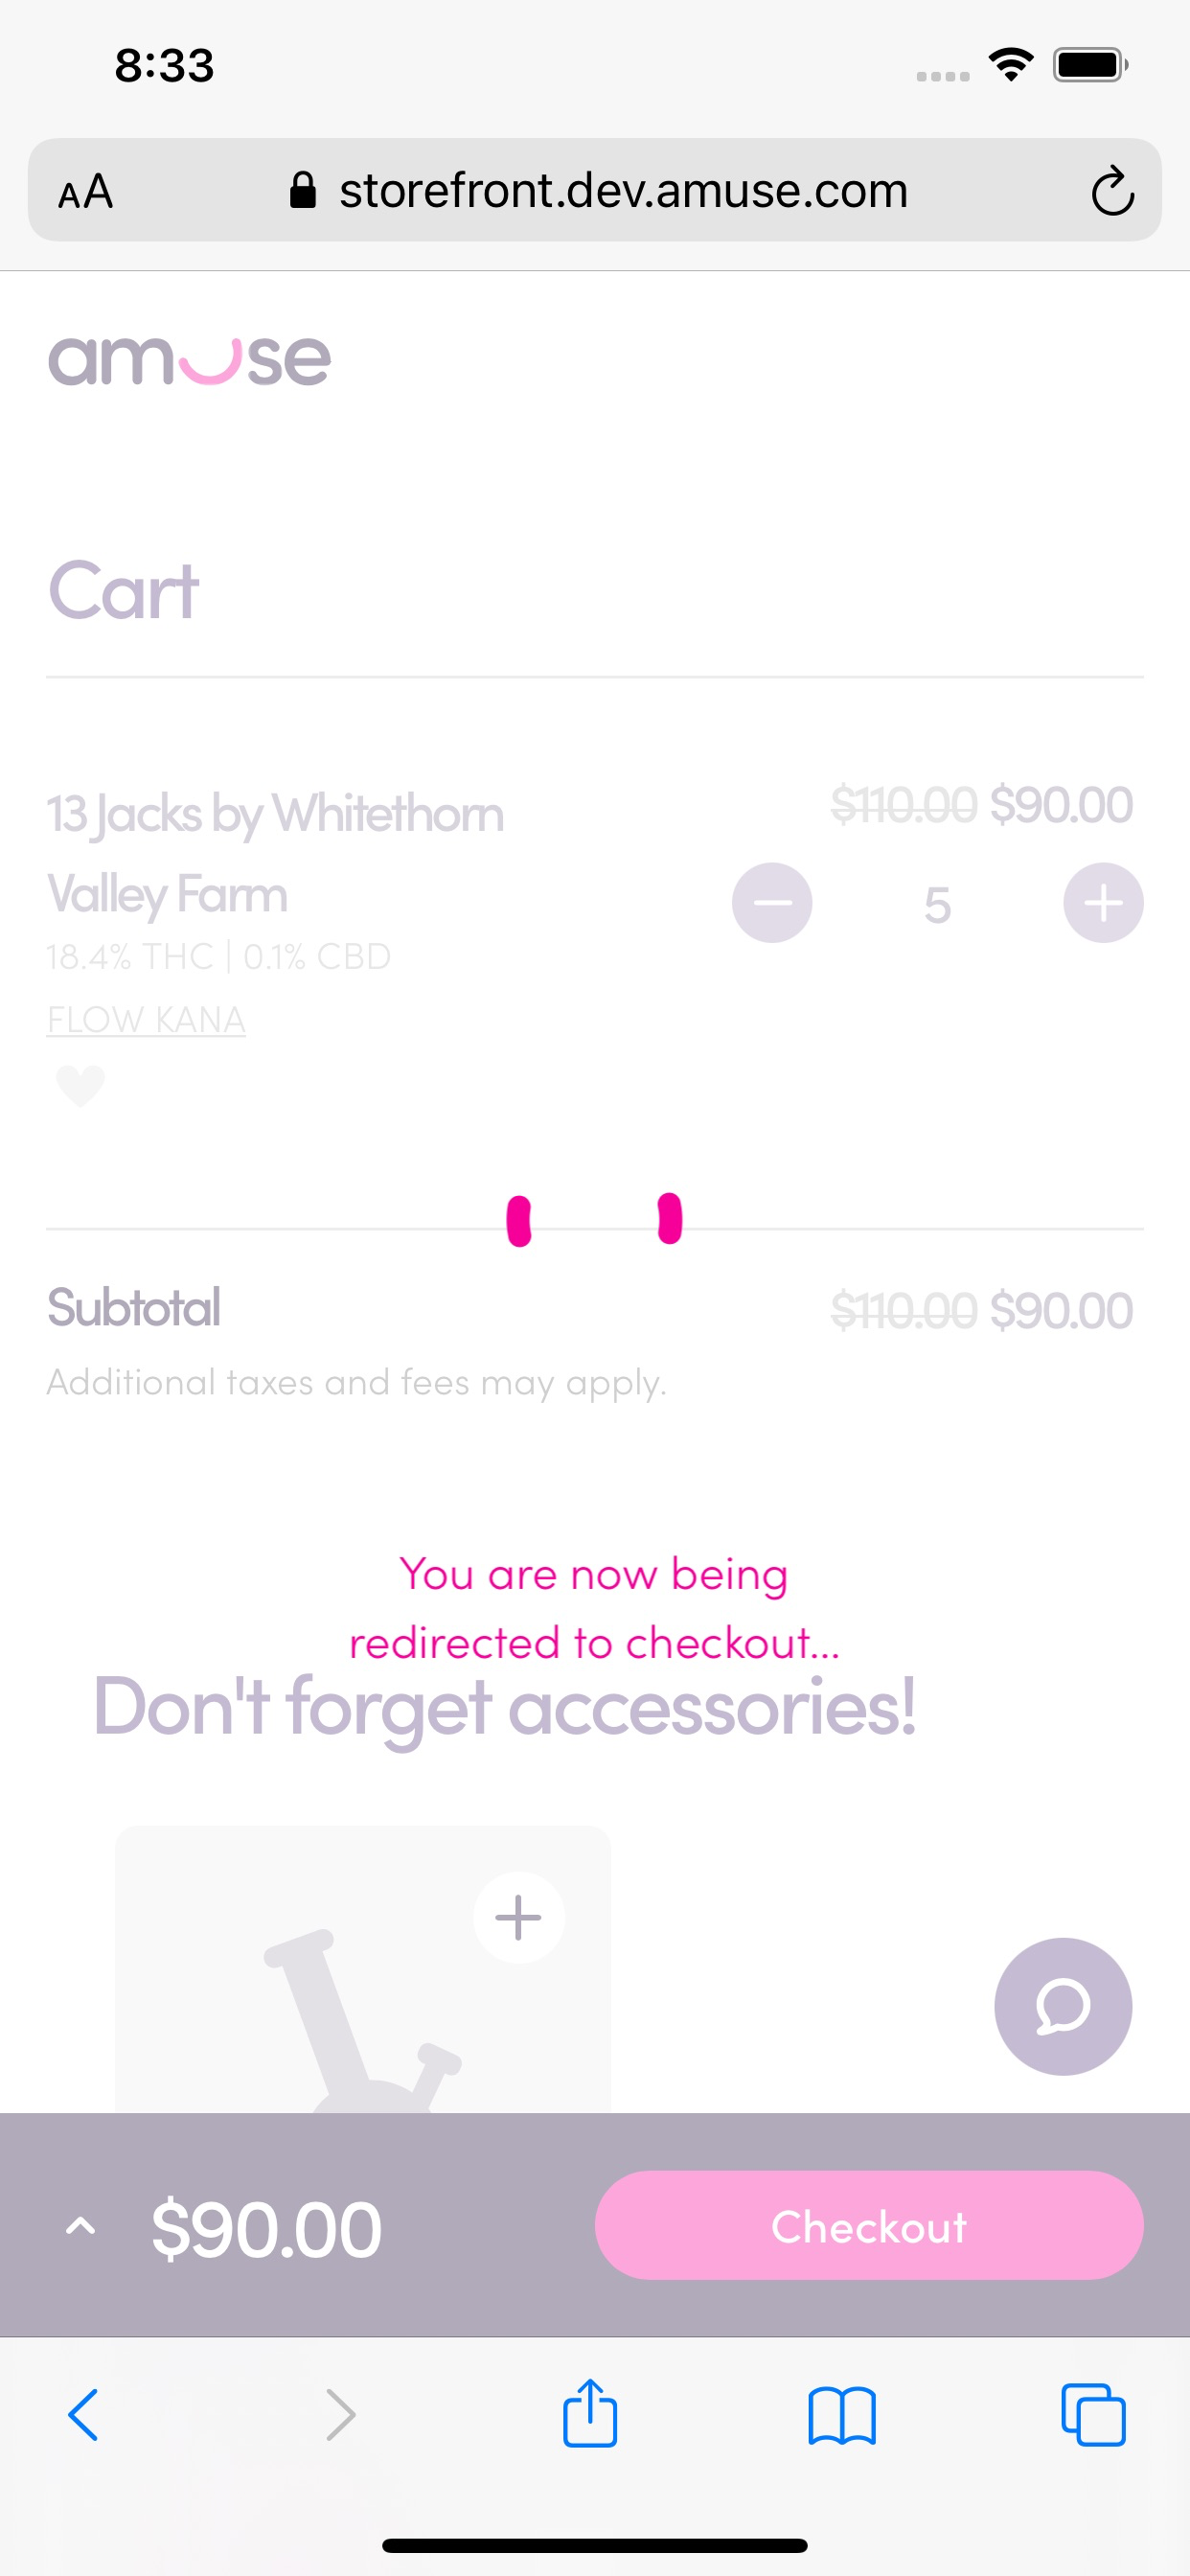 8:33
AA storefront.dev.amuse.com
amuse
Cart
13 Jacks by Whitethorn
Valley Farm
$110.00 $90.00
5
18.4% THC | 0.1% CBD
FLOW KANA
Subtotal $110.00 $90.00
Additional taxes and fees may apply.
You are now being
redirected to checkout...
Don't forget accessories!
$90.00 Checkout